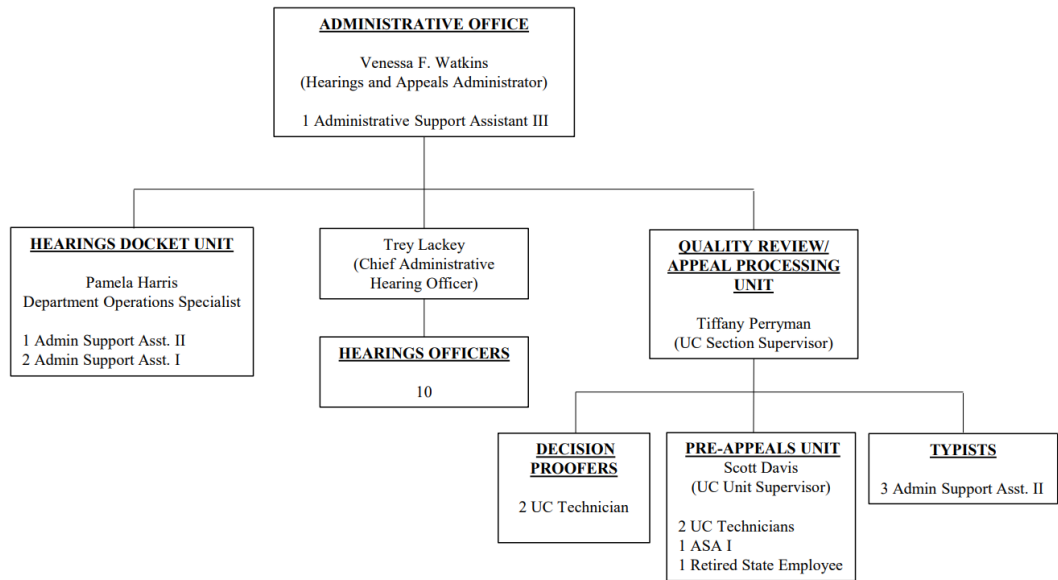 ADMINISTRATIVE OFFICE
Venessa F. Watkins
(Hearings and Appeals Administrator)
1 Administrative Support Assistant III
HEARINGS DOCKET UNIT
Pamela Harris
Department Operations Specialist
1 Admin Support Asst. II
2 Admin Support Asst. I
Trey Lackey
(Chief Administrative
Hearing Officer)
HEARINGS OFFICERS
10
QUALITY REVIEW/
APPEAL PROCESSING
UNIT
Tiffany Perryman
(UC Section Supervisor)
DECISION
PROOFERS
2 UC Technician
PRE-APPEALS UNIT
Scott Davis
(UC Unit Supervisor)
2 UC Technicians
1 ASA I
1 Retired State Employee
TYPISTS
3 Admin Support Asst. II